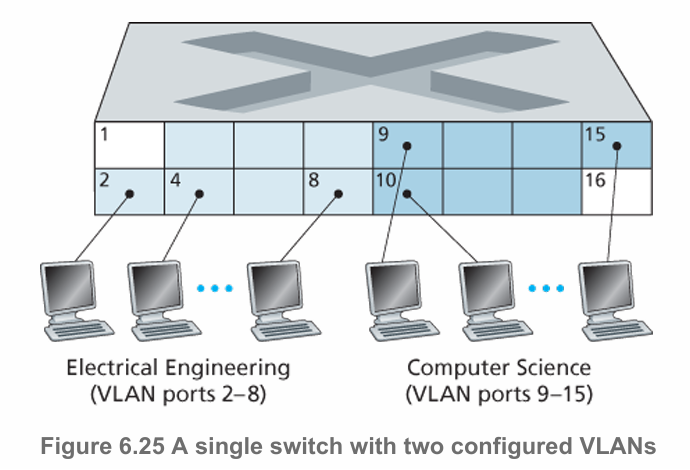 1
9
15
2
4
8
10
16
Electrical Engineering
(VLAN ports 2–8)
Computer Science
(VLAN ports 9–15)
Figure 6.25 A single switch with two configured VLANs